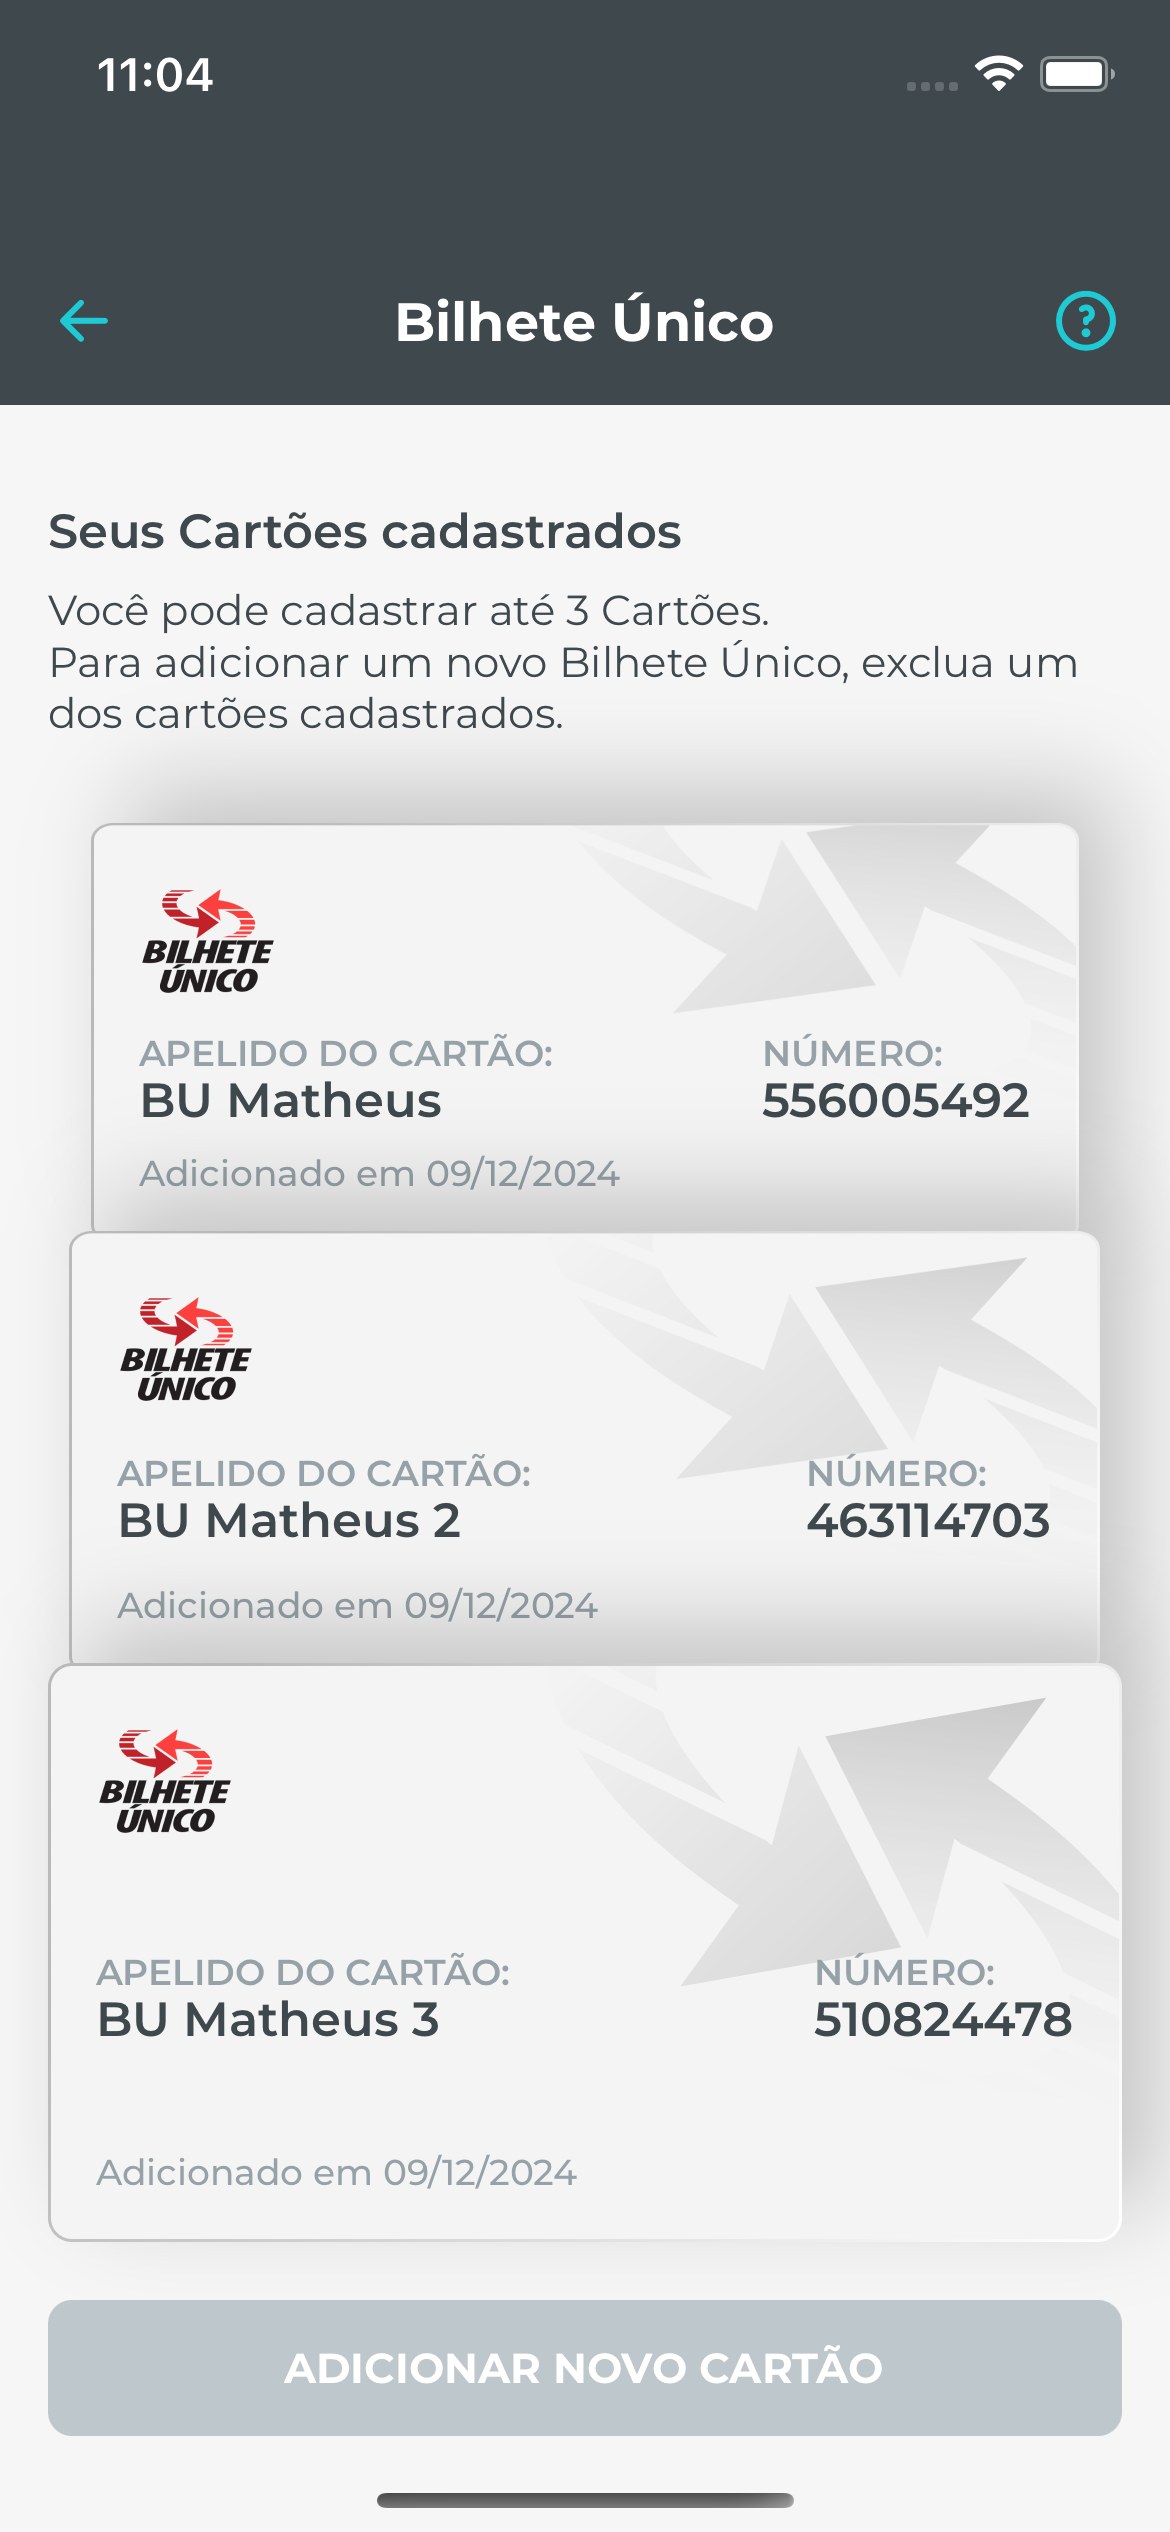 11:04
Bilhete Único
Seus Cartões cadastrados
Você pode cadastrar até 3 Cartões.
Para adicionar um novo Bilhete Único, exclua um
dos cartões cadastrados.
BILHETE
ÚNICO
APELIDO DO CARTÃO:
BU Matheus
NÚMERO:
556005492
Adicionado em 09/12/2024
BILHETE
ÚNICO
APELIDO DO CARTÃO:
BU Matheus 2
NÚMERO:
463114703
Adicionado em 09/12/2024
BILHETE
ÚNICO
APELIDO DO CARTÃO:
BU Matheus 3
NÚMERO:
510824478
Adicionado em 09/12/2024
ADICIONAR NOVO CARTÃO